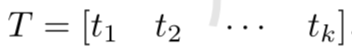 T = [t₁ t₂ ⋯ tₖ].